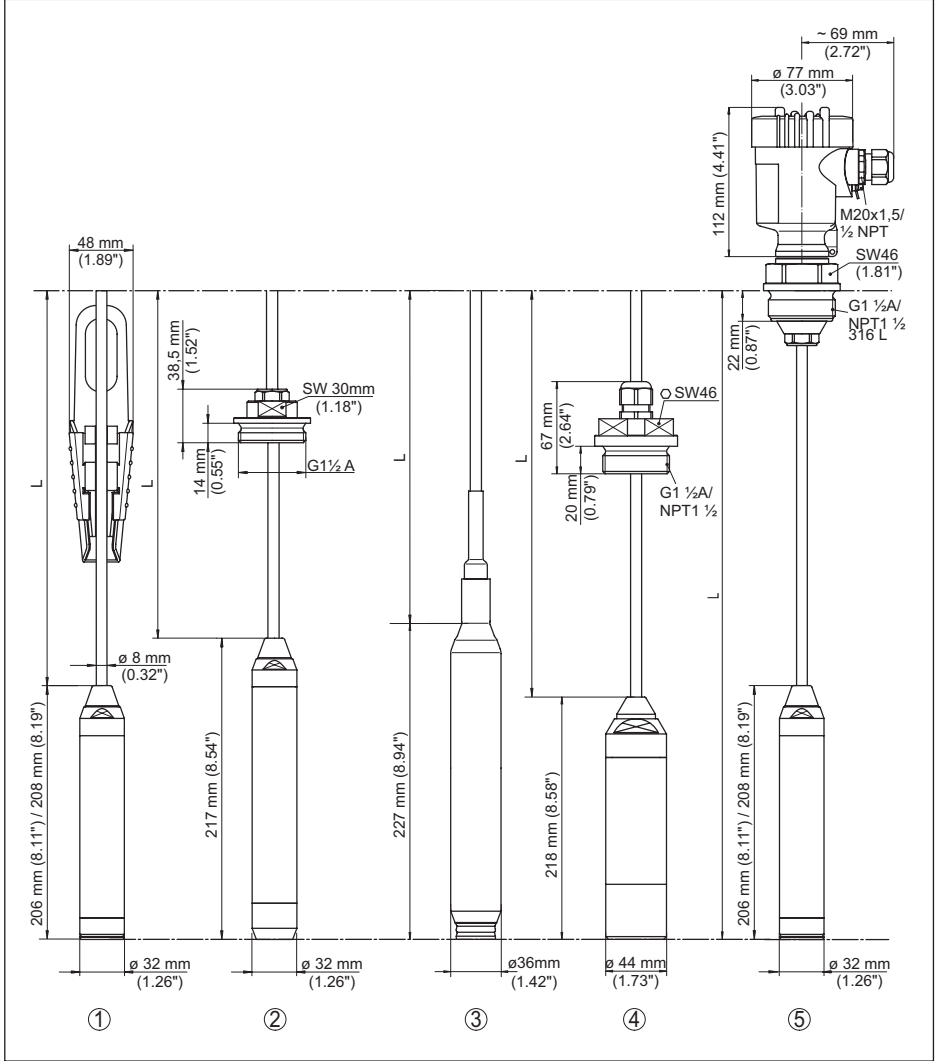 ~ 69 mm
(2.72")
ø 77 mm
(3.03")
112 mm (4.41")
M20x1,5/
½ NPT
SW46
(1.81")
G1 ½A/
NPT1 ½
316 L
22 mm
(0.87")
48 mm
(1.89")
38,5 mm
(1.52")
SW 30mm
(1.18")
14 mm
(0.55")
G1½ A
67 mm
(2.64")
SW46
20 mm
(0.79")
G1 ½A/
NPT1 ½
L
L
L
L
L
ø 8 mm
(0.32")
206 mm (8.11") / 208 mm (8.19")
217 mm (8.54")
227 mm (8.94")
218 mm (8.58")
206 mm (8.11") / 208 mm (8.19")
ø 32 mm
(1.26")
ø 32 mm
(1.26")
ø36mm
(1.42")
ø 44 mm
(1.73")
ø 32 mm
(1.26")
①
②
③
④
⑤